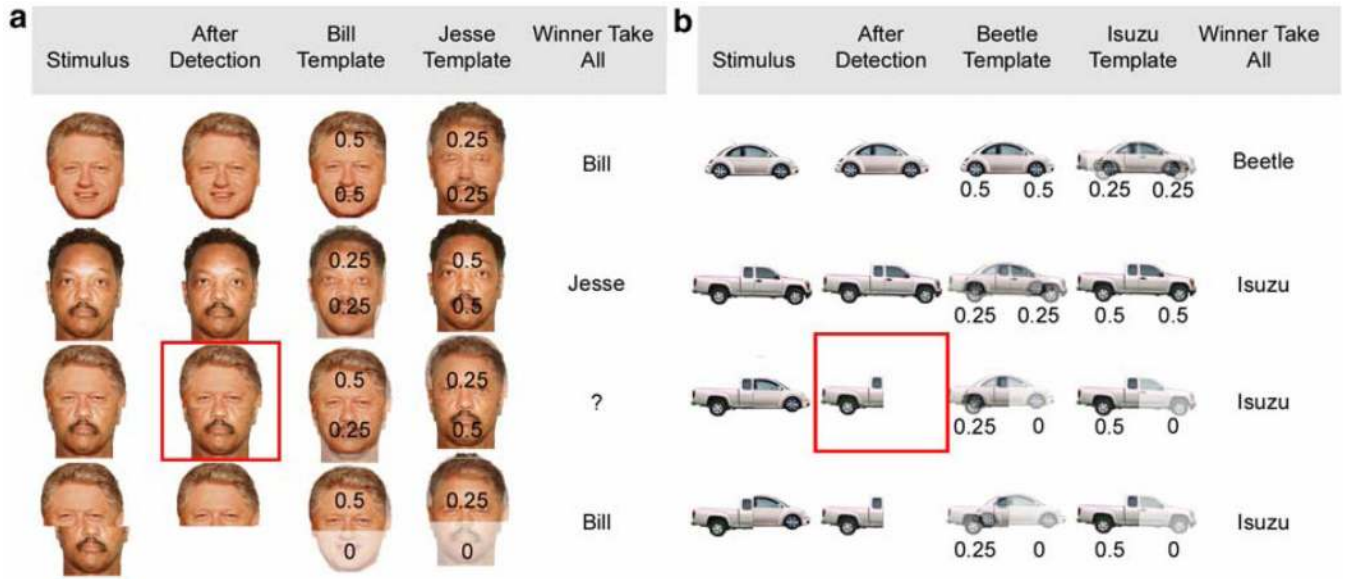 a
Stimulus After Detection Bill Template Jesse Template Winner Take All
0.5 0.25
Bill
0.5 0.25
0.25 0.5
Jesse
0.25 0.5
0.5 0.25
?
0.25 0.5
0.5 0.25
Bill
0 0
b
Stimulus After Detection Beetle Template Isuzu Template Winner Take All
Beetle
0.5 0.5 0.25 0.25
Isuzu
0.25 0.25 0.5 0.5
Isuzu
0.25 0 0.5 0
Isuzu
0.25 0 0.5 0